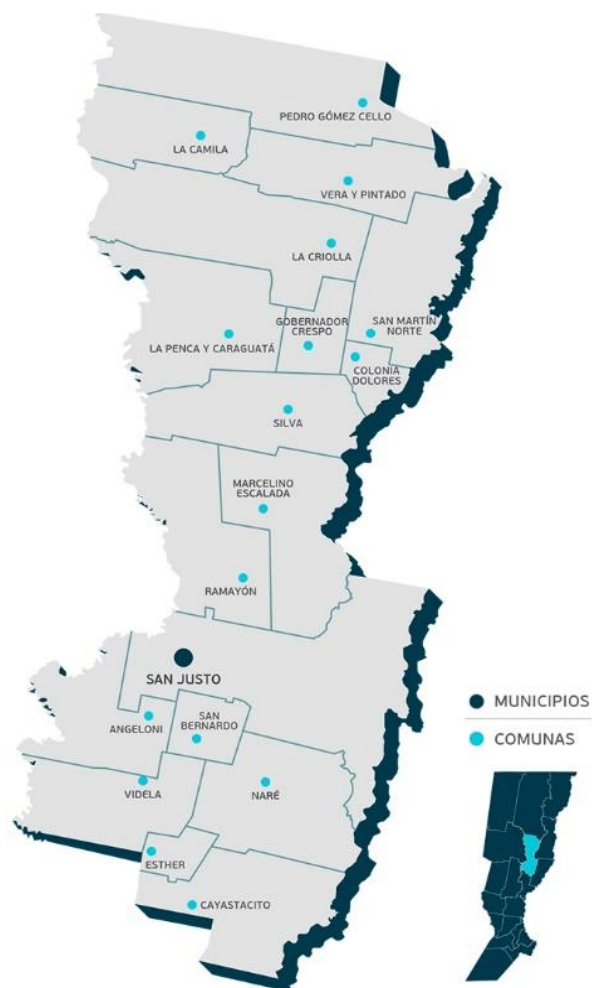 PEDRO GÓMEZ CELLO
LA CAMILA
VERA Y PINTADO
LA CRIOLLA
GOBERNADOR
CRESPO
SAN MARTÍN
NORTE
LA PENCA Y CARAGUATÁ
COLONIA
DOLORES
SILVA
MARCELINO
ESCALADA
RAMAYÓN
SAN JUSTO
MUNICIPIOS
ANGELONI
SAN
BERNARDO
COMUNAS
VIDELA
NARÉ
ESTHER
CAYASTACITO